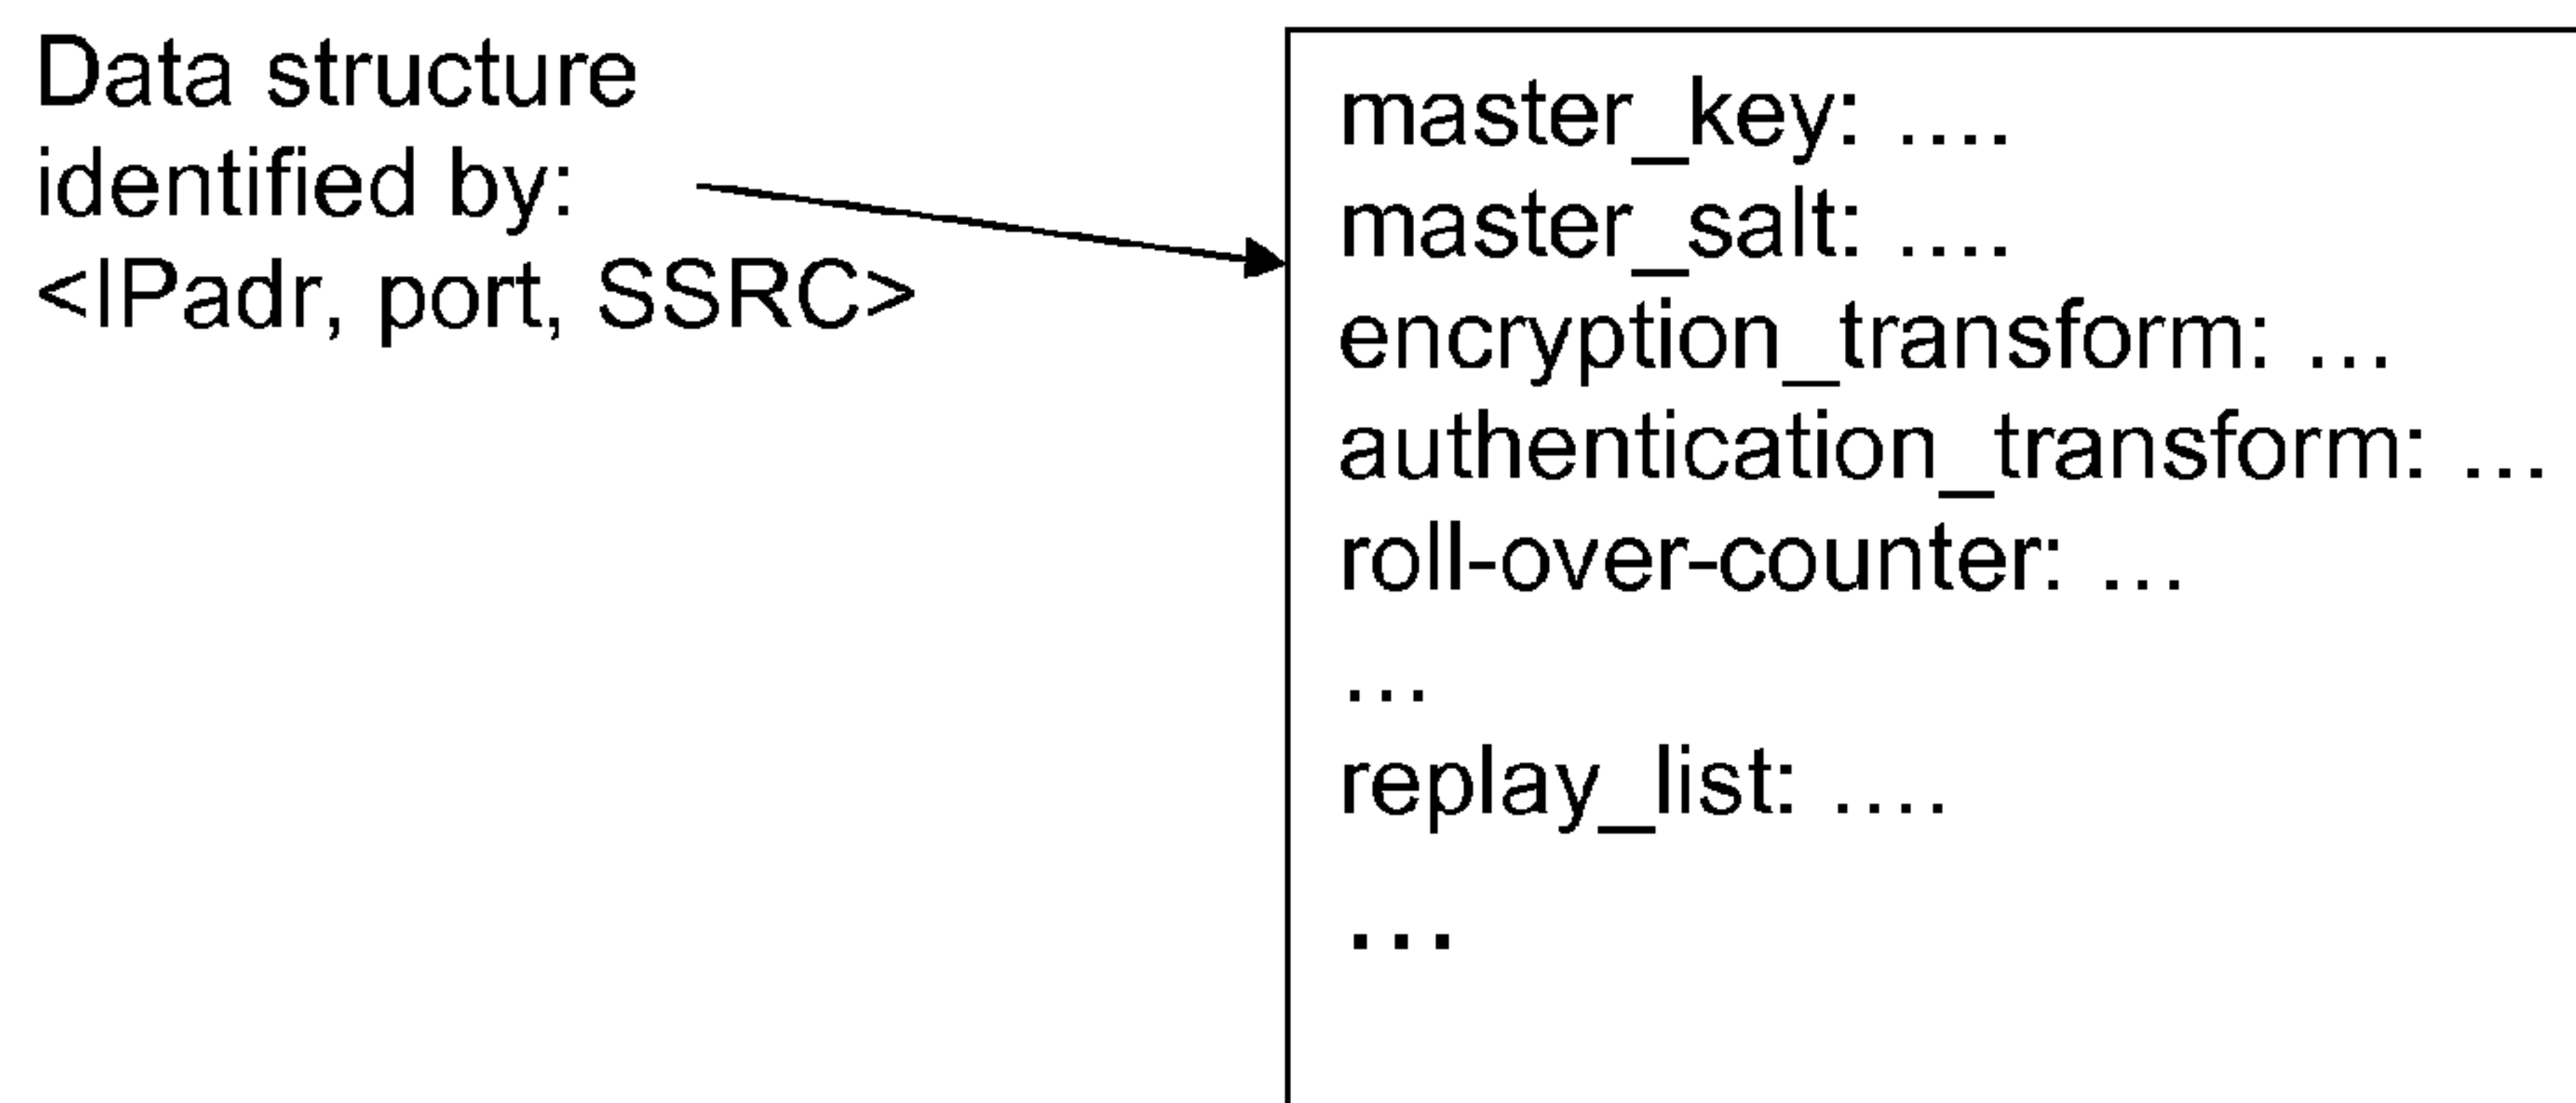 Data structure
identified by:
<IPadr, port, SSRC>
master_key: ....
master_salt: ....
encryption_transform: ...
authentication_transform: ...
roll-over-counter: ...
...
replay_list: ....
...